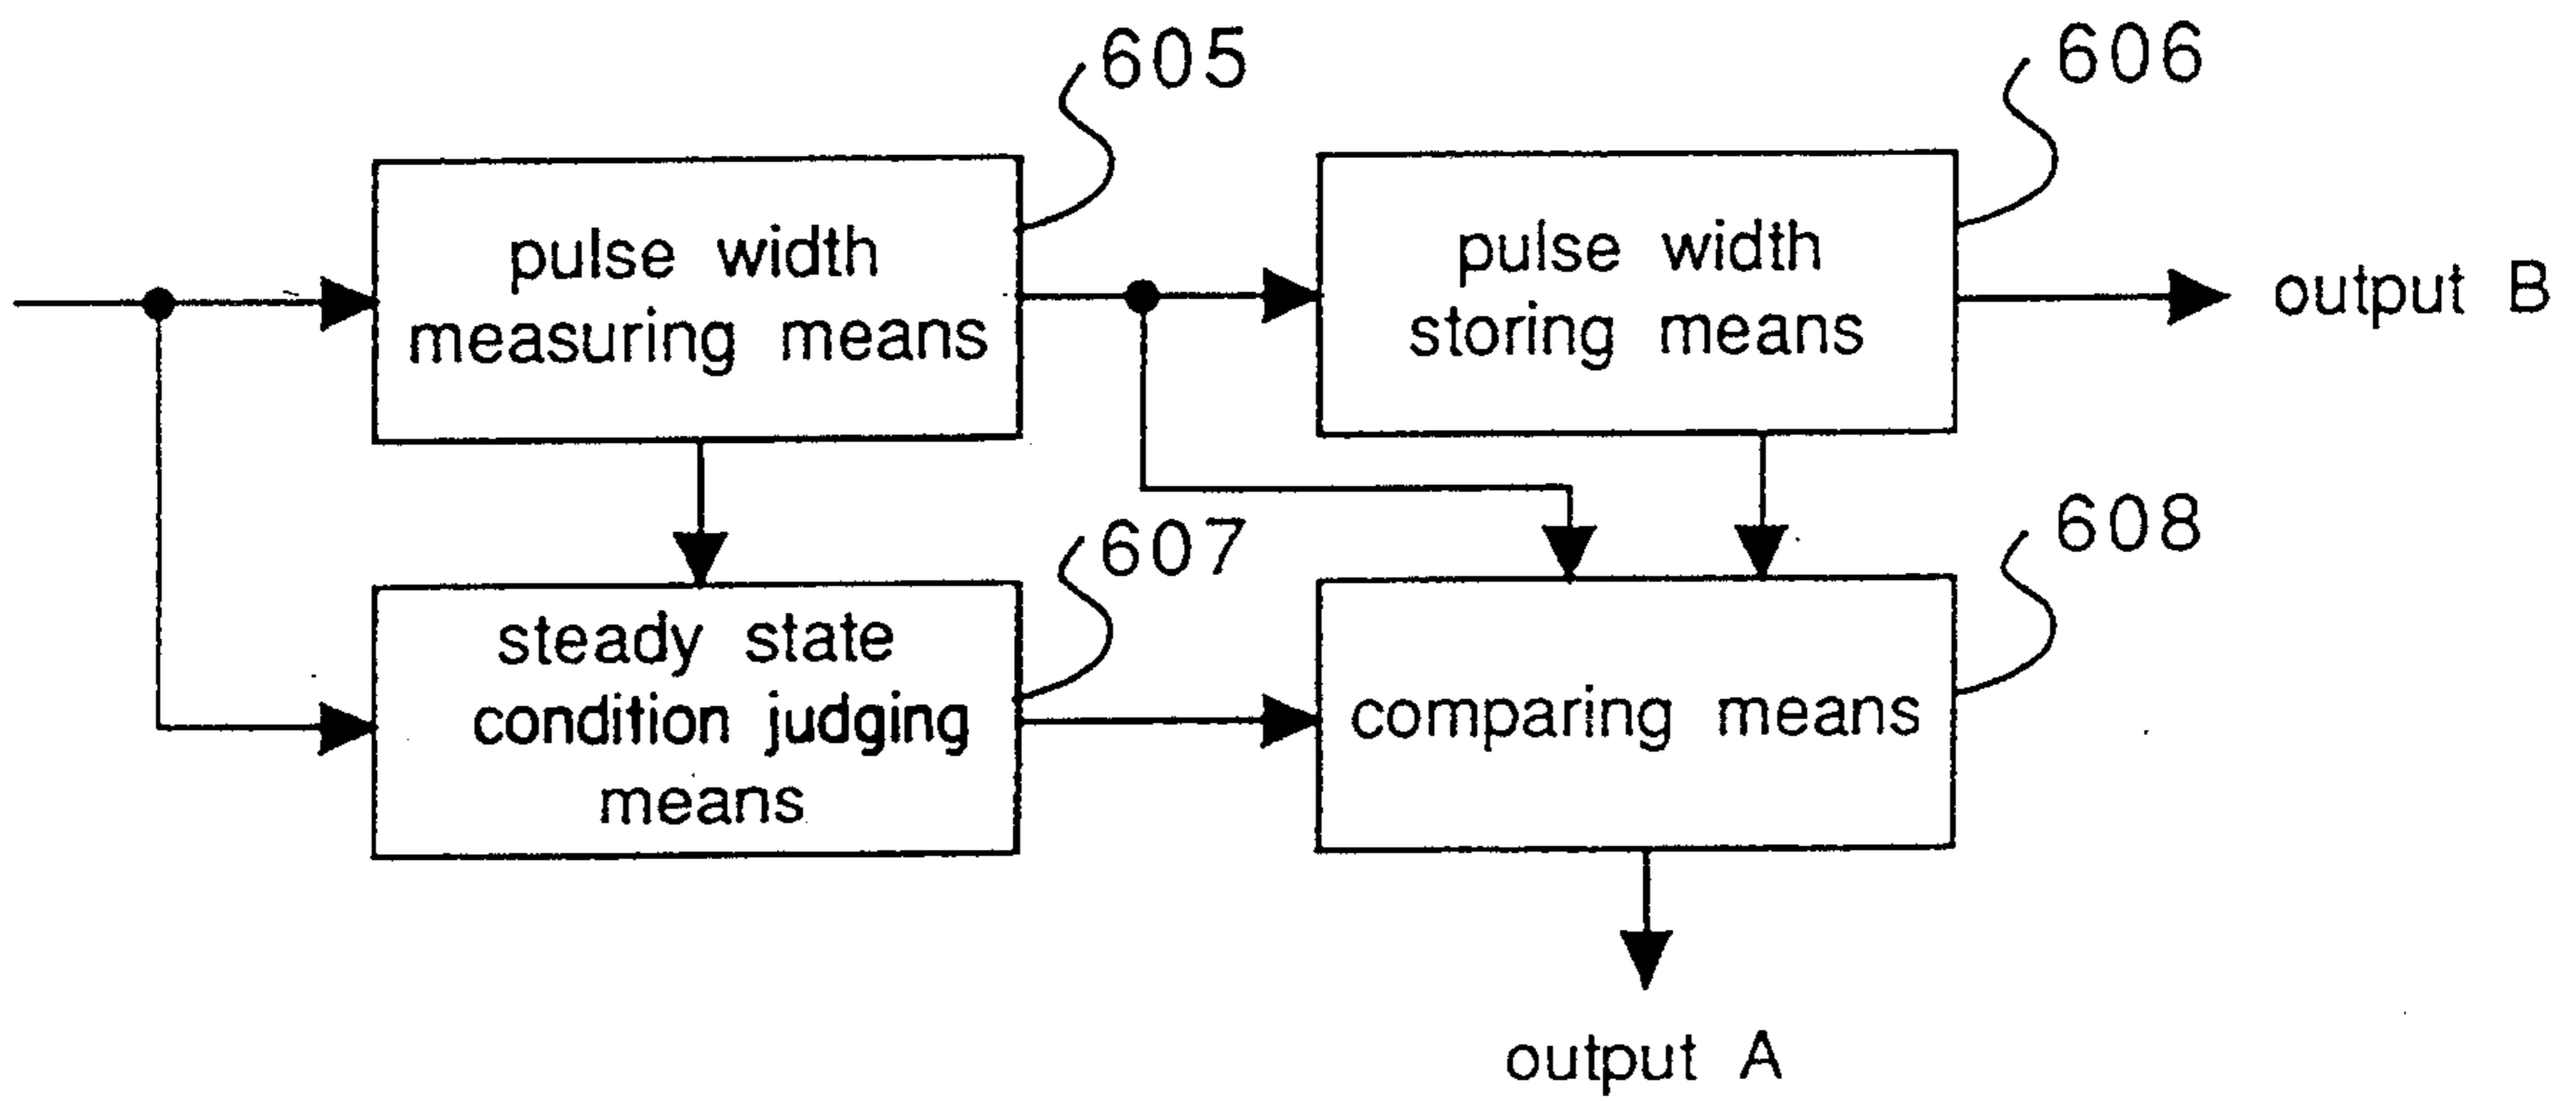 605
606
pulse width
measuring means
pulse width
storing means
output B
607
608
steady state
condition judging
means
comparing means
output A